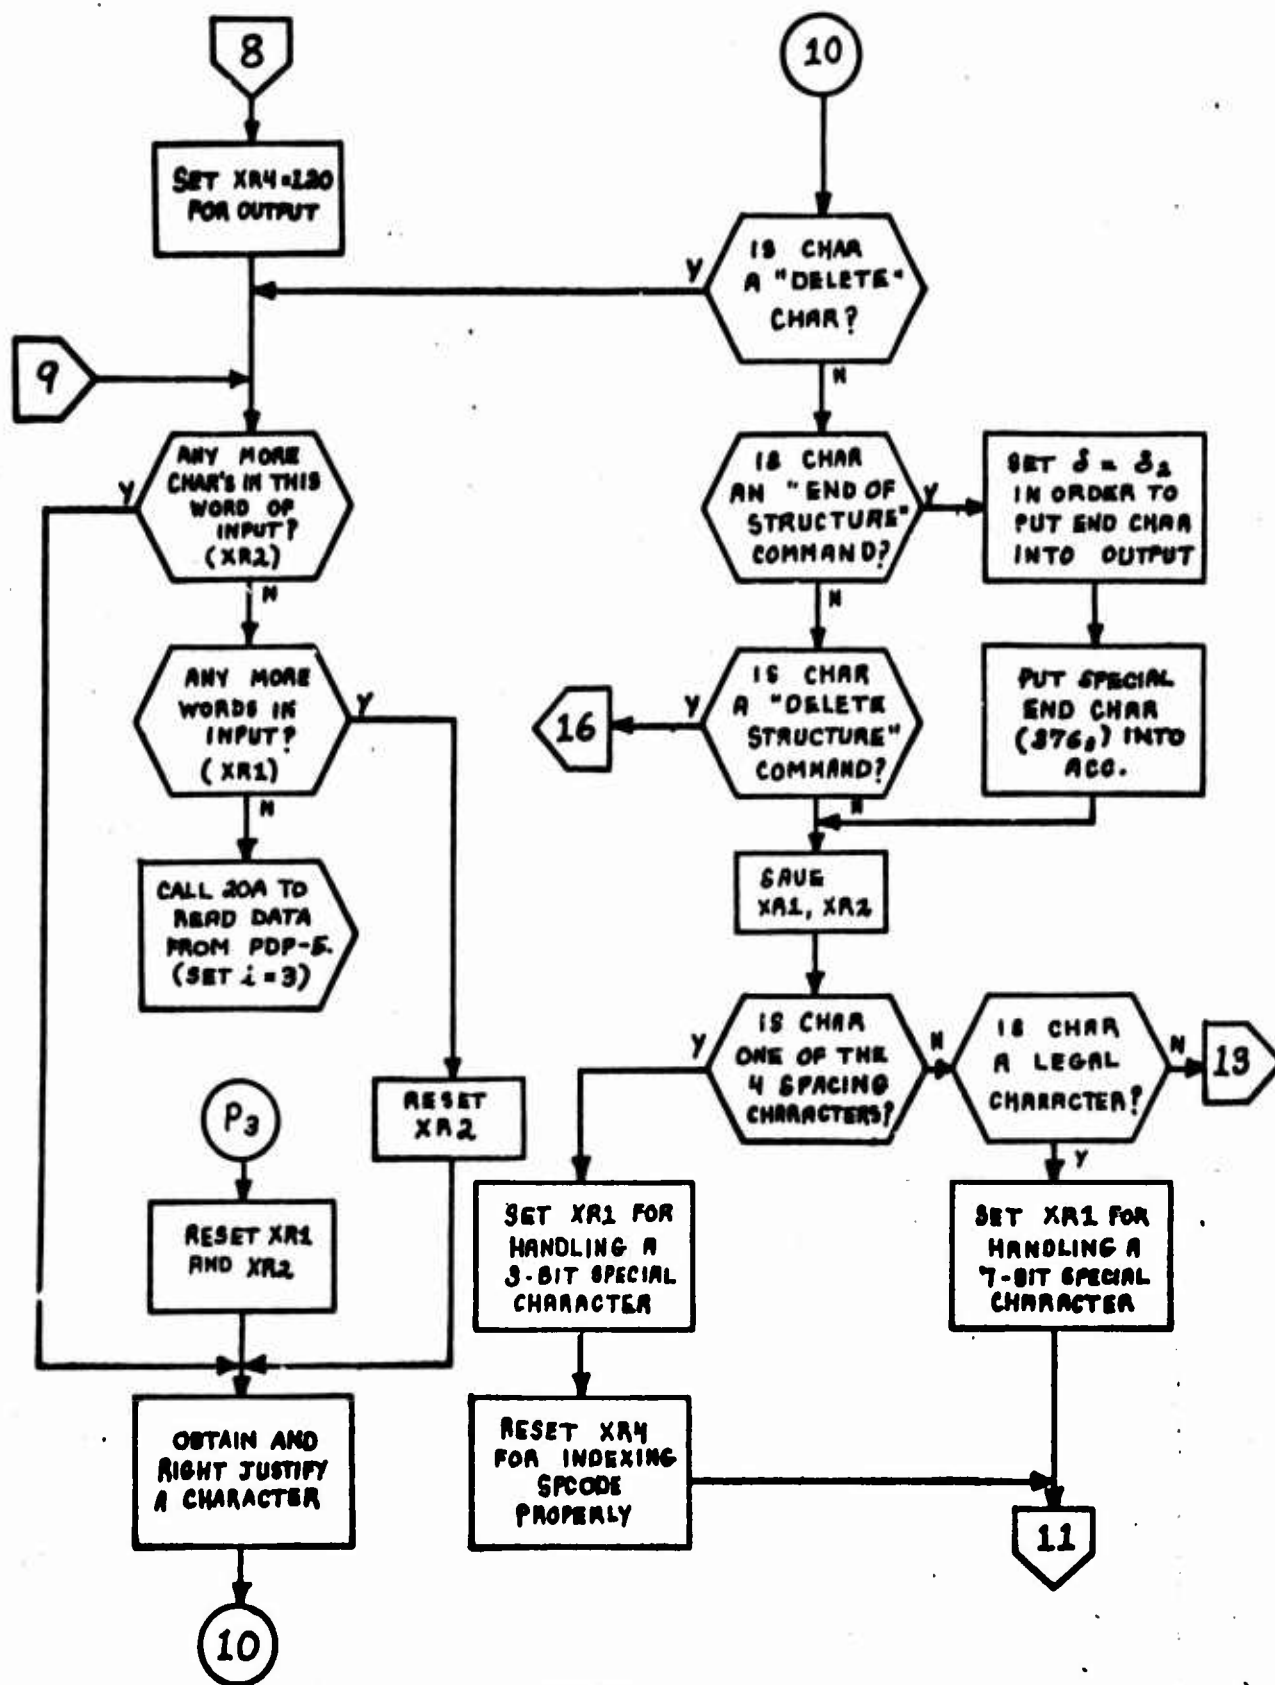 8
SET XR4=120
FOR OUTPUT
9
ANY MORE
CHAR'S IN THIS
WORD OF
INPUT?
(XR2)
Y
N
ANY MORE
WORDS IN
INPUT?
(XR1)
Y
N
CALL 20A TO
READ DATA
FROM PDP-5.
(SET i = 3)
P3
RESET XR1
AND XR2
RESET
XR2
OBTAIN AND
RIGHT JUSTIFY
A CHARACTER
10
10
IS CHAR
A "DELETE"
CHAR?
Y
N
IS CHAR
AN "END OF
STRUCTURE"
COMMAND?
Y
N
SET δ = δ2
IN ORDER TO
PUT END CHAR
INTO OUTPUT
PUT SPECIAL
END CHAR
(376₈) INTO
ACC.
IS CHAR
A "DELETE
STRUCTURE"
COMMAND?
Y
N
16
SAVE
XR1, XR2
IS CHAR
ONE OF THE
4 SPACING
CHARACTERS?
Y
N
IS CHAR
A LEGAL
CHARACTER?
N
Y
13
SET XR1 FOR
HANDLING A
3-BIT SPECIAL
CHARACTER
SET XR1 FOR
HANDLING A
7-BIT SPECIAL
CHARACTER
RESET XR4
FOR INDEXING
SPCODE
PROPERLY
11